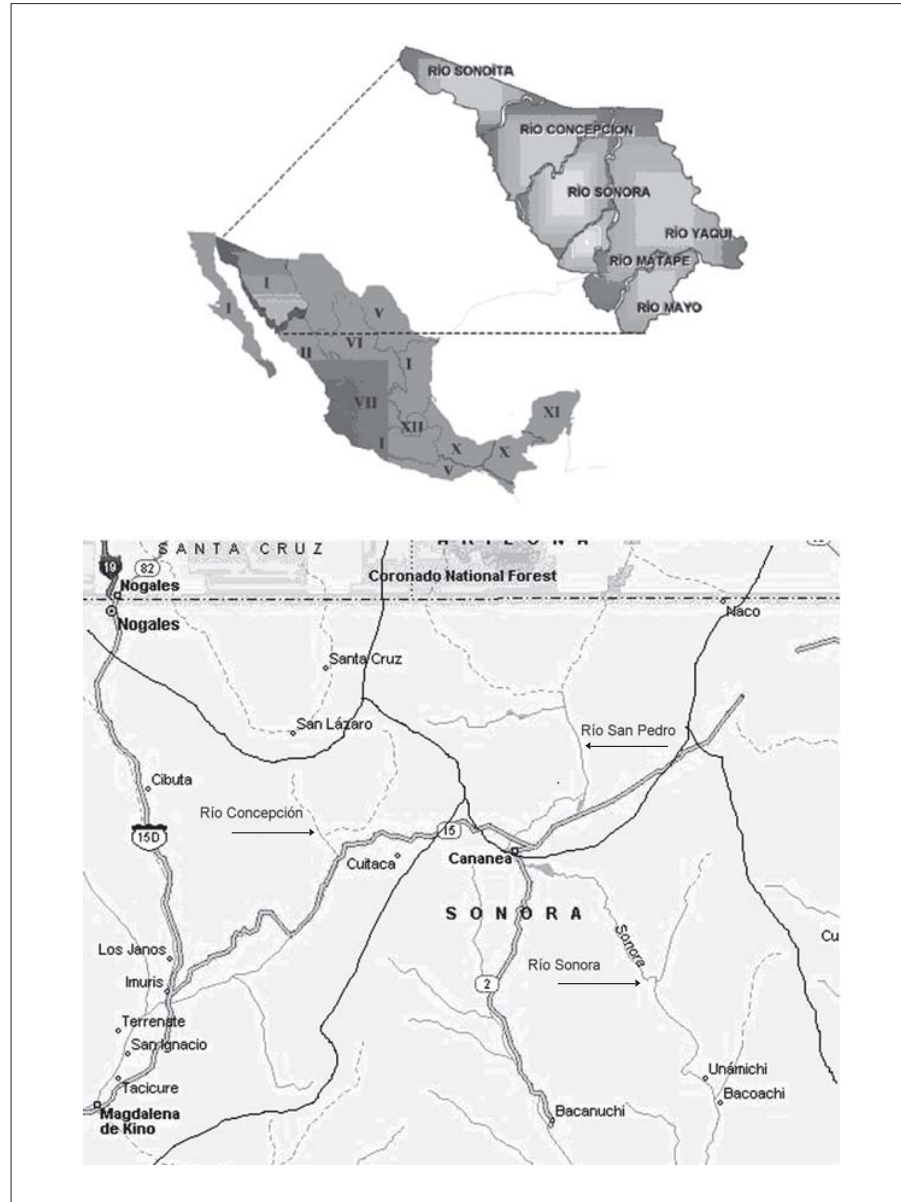 RÍO SONOÍTA
RÍO CONCEPCIÓN
RÍO SONORA
RÍO YAQUI
RÍO MATAPE
RÍO MAYO
I
I
V
VI
II
I
VII
XII
XI
I
X
X
V
SANTA CRUZ
ARIZONA
19
82
Coronado National Forest
Nogales
Nogales
Naco
Santa Cruz
San Lázaro
Río San Pedro
Cibuta
Río Concepción
15D
15
Cuitaca
Cananea
SONORA
Cu
Los Janos
Sonora
Imuris
2
Río Sonora
Terrenate
San Ignacio
Tacicure
Unámichi
Bacoachi
Magdalena
de Kino
Bacanuchi